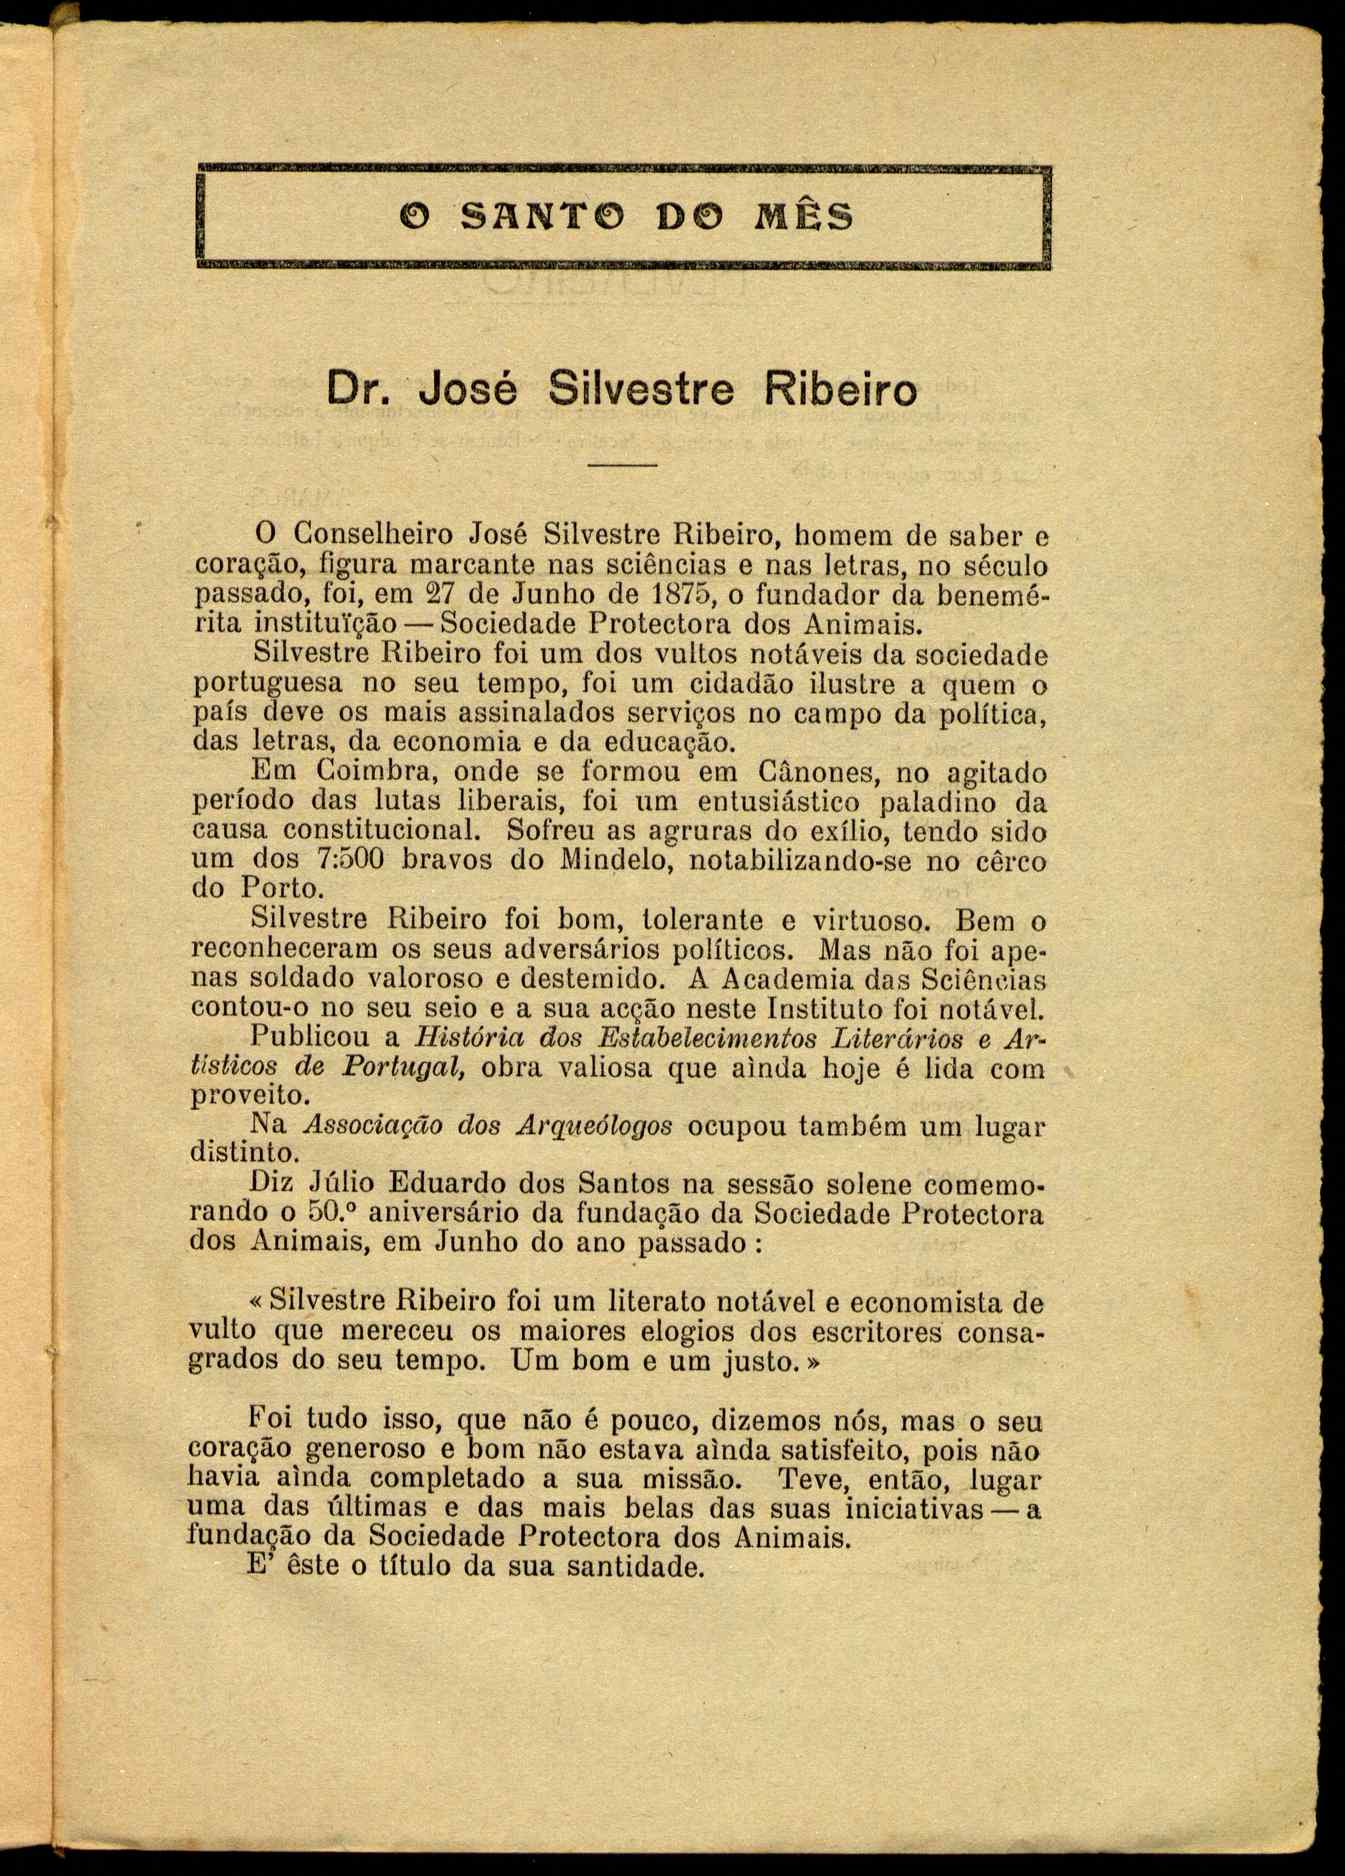 O SANTO DO MÊS
Dr. José Silvestre Ribeiro
O Conselheiro José Silvestre Ribeiro, homem de saber e
coração, figura marcante nas sciências e nas letras, no século
passado, foi, em 27 de Junho de 1875, o fundador da benemé-
rita instituïção — Sociedade Protectora dos Animais.
Silvestre Ribeiro foi um dos vultos notáveis da sociedade
portuguesa no seu tempo, foi um cidadão ilustre a quem o
país deve os mais assinalados serviços no campo da política,
das letras, da economia e da educação.
Em Coimbra, onde se formou em Cânones, no agitado
período das lutas liberais, foi um entusiástico paladino da
causa constitucional. Sofreu as agruras do exílio, tendo sido
um dos 7:500 bravos do Mindelo, notabilizando-se no cêrco
do Porto.
Silvestre Ribeiro foi bom, tolerante e virtuoso. Bem o
reconheceram os seus adversários políticos. Mas não foi ape-
nas soldado valoroso e destemido. A Academia das Sciências
contou-o no seu seio e a sua acção neste Instituto foi notável.
Publicou a História dos Estabelecimentos Literários e Ar-
tísticos de Portugal, obra valiosa que aìnda hoje é lida com
proveito.
Na Associação dos Arqueólogos ocupou também um lugar
distinto.
Diz Júlio Eduardo dos Santos na sessão solene comemo-
rando o 50.º aniversário da fundação da Sociedade Protectora
dos Animais, em Junho do ano passado :
« Silvestre Ribeiro foi um literato notável e economista de
vulto que mereceu os maiores elogios dos escritores consa-
grados do seu tempo. Um bom e um justo. »
Foi tudo isso, que não é pouco, dizemos nós, mas o seu
coração generoso e bom não estava aìnda satisfeito, pois não
havia aìnda completado a sua missão. Teve, então, lugar
uma das últimas e das mais belas das suas iniciativas — a
fundação da Sociedade Protectora dos Animais.
E' êste o título da sua santidade.